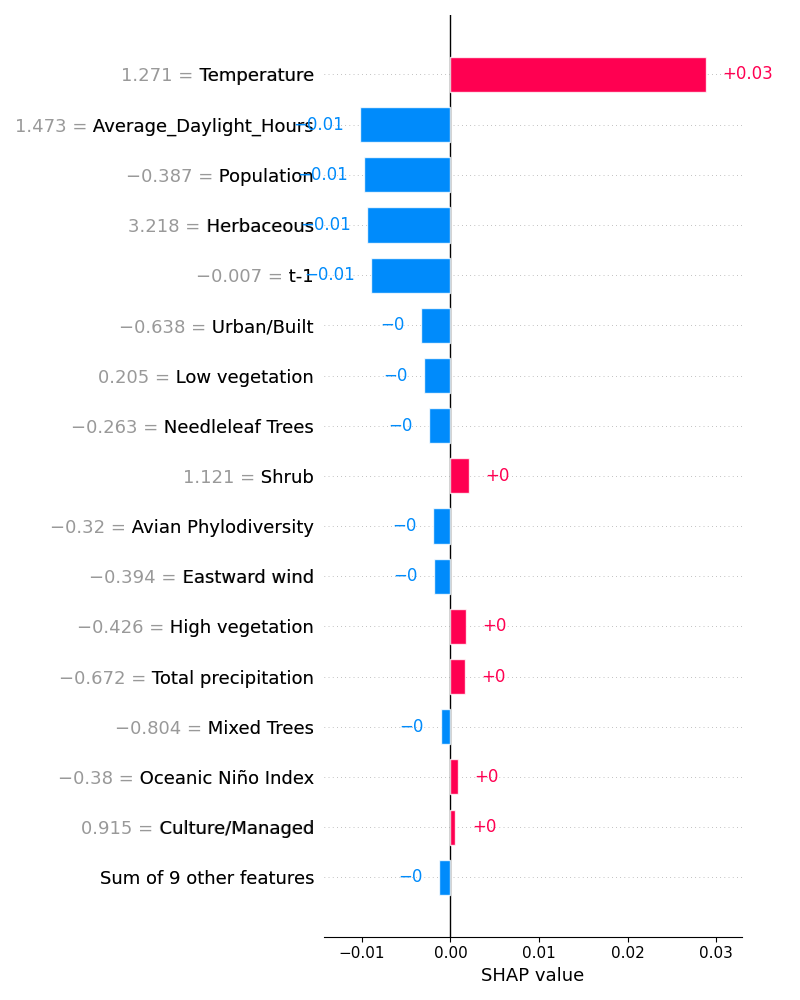 1.271 = Temperature +0.03
1.473 = Average_Daylight_Hours −0.01
−0.387 = Population −0.01
3.218 = Herbaceous −0.01
−0.007 = t-1 −0.01
−0.638 = Urban/Built −0
0.205 = Low vegetation −0
−0.263 = Needleleaf Trees −0
1.121 = Shrub +0
−0.32 = Avian Phylodiversity −0
−0.394 = Eastward wind −0
−0.426 = High vegetation +0
−0.672 = Total precipitation +0
−0.804 = Mixed Trees −0
−0.38 = Oceanic Niño Index +0
0.915 = Culture/Managed +0
Sum of 9 other features −0
−0.01 0.00 0.01 0.02 0.03
SHAP value